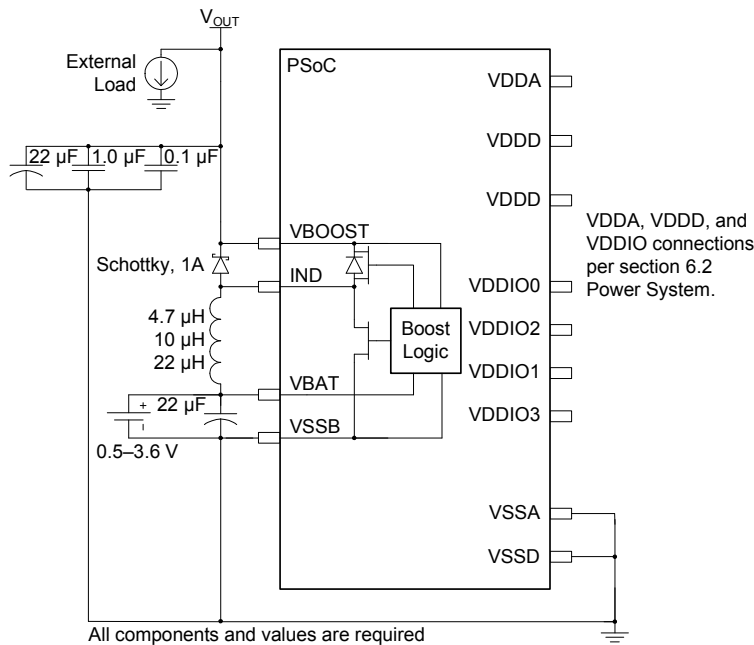 VOUT
External
Load
PSoC
VDDA
VDDD
22 µF
1.0 µF
0.1 µF
VDDD
VDDA, VDDD, and
VDDIO connections
per section 6.2
Power System.
VBOOST
Schottky, 1A
IND
VDDIO0
4.7 µH
10 µH
22 µH
Boost
Logic
VDDIO2
VDDIO1
VBAT
VDDIO3
+
22 µF
VSSB
0.5–3.6 V
VSSA
VSSD
All components and values are required